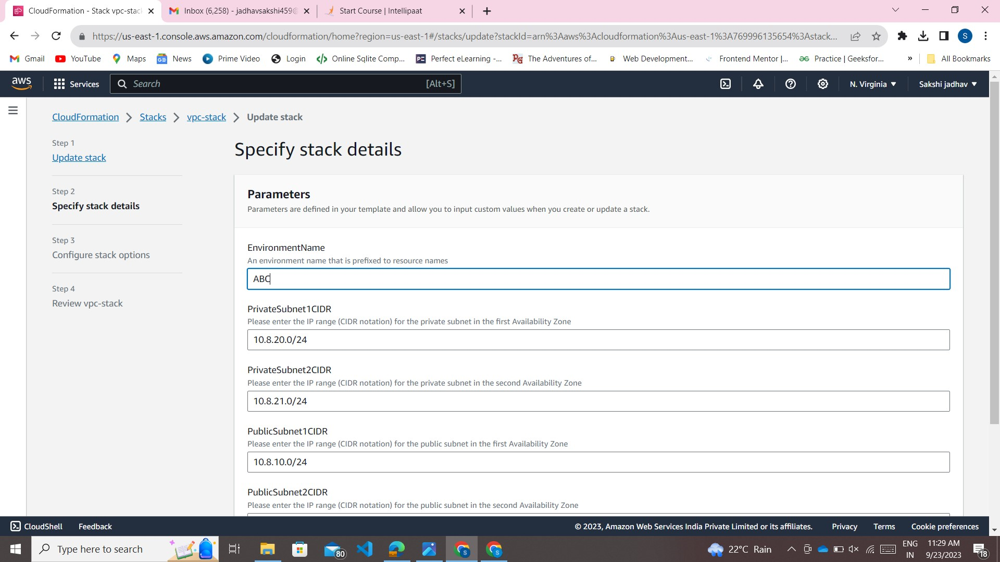 CloudFormation - Stack vpc-stack
Inbox (6,258) - jadhavsakshi459@
Start Course | Intellipaat
https://us-east-1.console.aws.amazon.com/cloudformation/home?region=us-east-1#/stacks/update?stackId=arn%3Aaws%3Acloudformation%3Aus-east-1%3A769996135654%3Astack...
S
Gmail
YouTube
Maps
News
Prime Video
Login
Online Sqlite Comp...
PE
Perfect eLearning -...
Pg
The Adventures of...
Web Development...
Frontend Mentor |...
Practice | Geeksfor...
»
All Bookmarks
aws
Services
Search
[Alt+S]
N. Virginia
Sakshi jadhav
CloudFormation
Stacks
vpc-stack
Update stack
Step 1
Update stack
Step 2
Specify stack details
Step 3
Configure stack options
Step 4
Review vpc-stack
Specify stack details
Parameters
Parameters are defined in your template and allow you to input custom values when you create or update a stack.
EnvironmentName
An environment name that is prefixed to resource names
ABC
PrivateSubnet1CIDR
Please enter the IP range (CIDR notation) for the private subnet in the first Availability Zone
10.8.20.0/24
PrivateSubnet2CIDR
Please enter the IP range (CIDR notation) for the private subnet in the second Availability Zone
10.8.21.0/24
PublicSubnet1CIDR
Please enter the IP range (CIDR notation) for the public subnet in the first Availability Zone
10.8.10.0/24
PublicSubnet2CIDR
Please enter the IP range (CIDR notation) for the public subnet in the second Availability Zone
CloudShell
Feedback
© 2023, Amazon Web Services India Private Limited or its affiliates.
Privacy
Terms
Cookie preferences
Type here to search
80
S
S
22°C Rain
ENG
IN
11:29 AM
9/23/2023
18